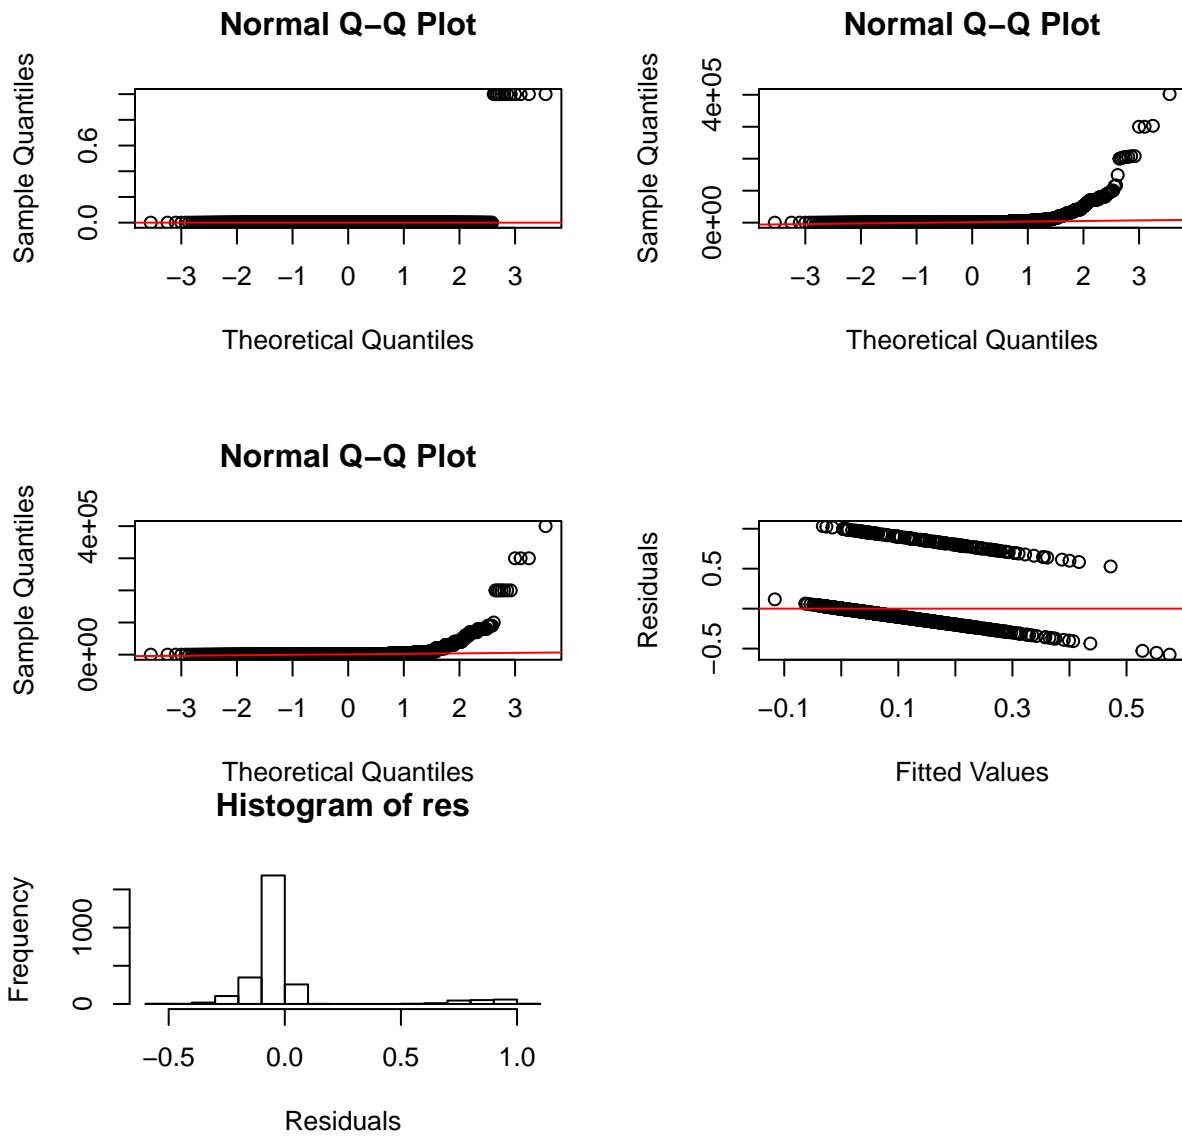 Normal Q−Q Plot
Sample Quantiles
0.0 0.6
−3 −2 −1 0 1 2 3
Theoretical Quantiles
Normal Q−Q Plot
Sample Quantiles
0e+00 4e+05
−3 −2 −1 0 1 2 3
Theoretical Quantiles
Normal Q−Q Plot
Sample Quantiles
0e+00 4e+05
−3 −2 −1 0 1 2 3
Theoretical Quantiles
Residuals
−0.5 0.5
−0.1 0.1 0.3 0.5
Fitted Values
Histogram of res
Frequency
0 1000
−0.5 0.0 0.5 1.0
Residuals